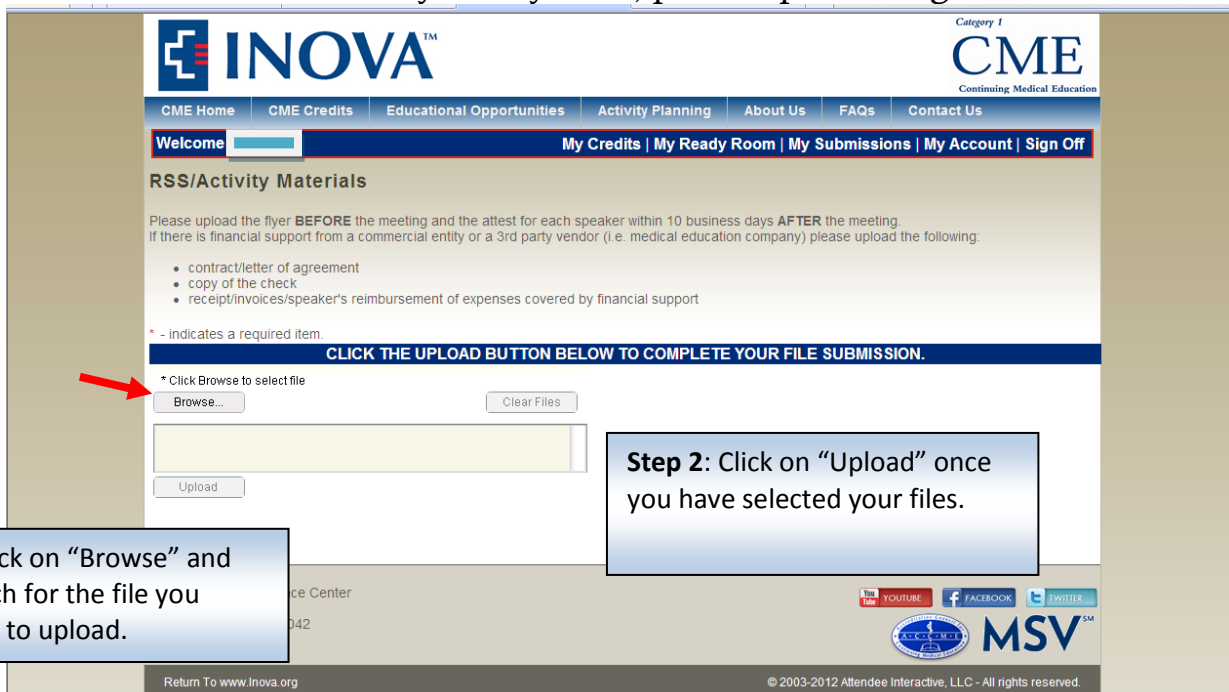 INOVA™
Category 1
CME
Continuing Medical Education
CME Home CME Credits Educational Opportunities Activity Planning About Us FAQs Contact Us
Welcome
My Credits | My Ready Room | My Submissions | My Account | Sign Off
RSS/Activity Materials
Please upload the flyer BEFORE the meeting and the attest for each speaker within 10 business days AFTER the meeting.
If there is financial support from a commercial entity or a 3rd party vendor (i.e. medical education company) please upload the following:
• contract/letter of agreement
• copy of the check
• receipt/invoices/speaker's reimbursement of expenses covered by financial support
* - indicates a required item.
CLICK THE UPLOAD BUTTON BELOW TO COMPLETE YOUR FILE SUBMISSION.
* Click Browse to select file
Browse... Clear Files
Upload
Step 2: Click on “Upload” once
you have selected your files.
ck on “Browse” and
h for the file you
to upload.
ce Center
042
You Tube YOUTUBE
f FACEBOOK
t TWITTER
A·C·C·M·E
MSV℠
Return To www.Inova.org
© 2003-2012 Attendee Interactive, LLC - All rights reserved.